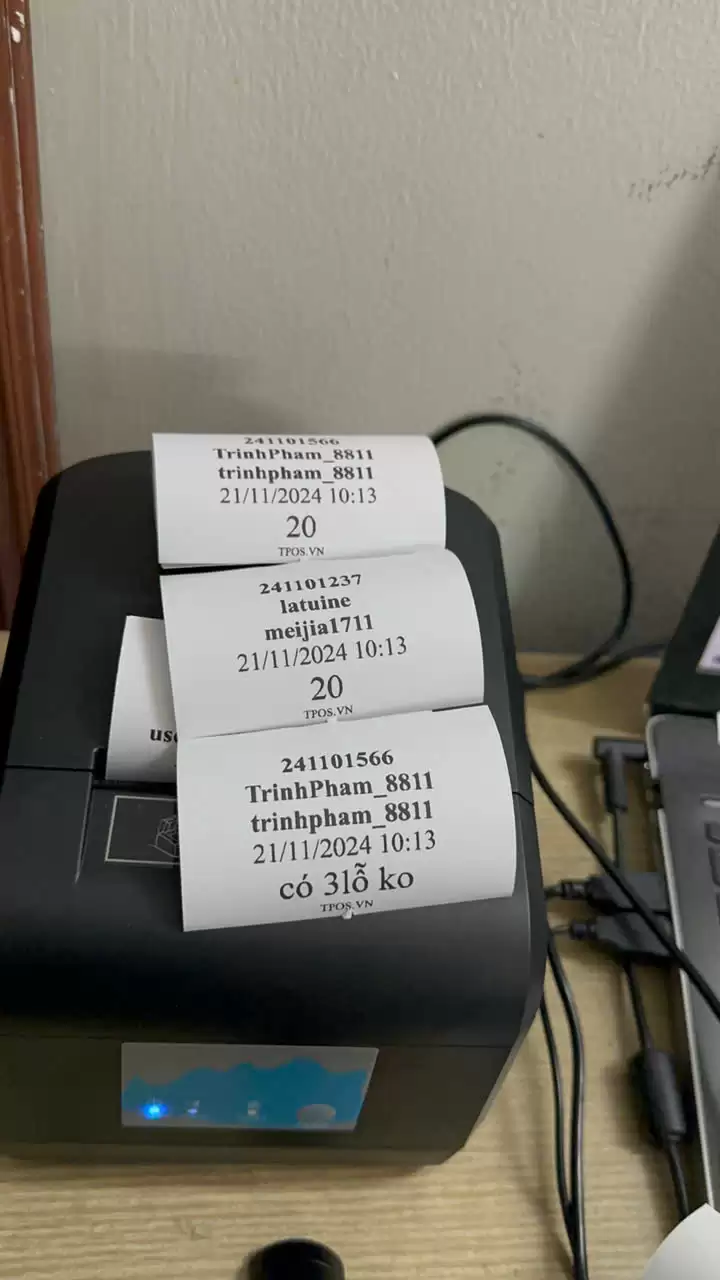 241101566
TrinhPham_8811
trinhpham_8811
21/11/2024 10:13
20
TPOS.VN
241101237
latuine
meijia1711
21/11/2024 10:13
20
TPOS.VN
241101566
TrinhPham_8811
trinhpham_8811
21/11/2024 10:13
có 3lỗ ko
TPOS.VN